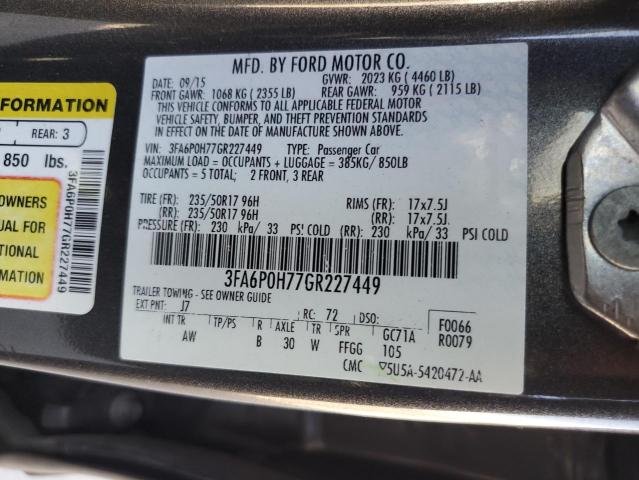 MFD. BY FORD MOTOR CO.
DATE: 09/15 GVWR: 2023 KG ( 4460 LB)
FRONT GAWR: 1068 KG ( 2355 LB) REAR GAWR: 959 KG ( 2115 LB)
THIS VEHICLE CONFORMS TO ALL APPLICABLE FEDERAL MOTOR
VEHICLE SAFETY, BUMPER, AND THEFT PREVENTION STANDARDS
IN EFFECT ON THE DATE OF MANUFACTURE SHOWN ABOVE.
VIN: 3FA6P0H77GR227449 TYPE: Passenger Car
MAXIMUM LOAD = OCCUPANTS + LUGGAGE = 385KG/ 850LB
OCCUPANTS = 5 TOTAL; 2 FRONT, 3 REAR
TIRE (FR): 235/50R17 96H RIMS (FR): 17x7.5J
(RR): 235/50R17 96H (RR): 17x7.5J
PRESSURE (FR): 230 kPa/ 33 PSI COLD (RR): 230 kPa/ 33 PSI COLD
3FA6P0H77GR227449
TRAILER TOWING - SEE OWNER GUIDE
EXT PNT: J7 RC: 72 DSO: F0066
R0079
INT TR TP/PS R AXLE TR SPR GC71A
AW B 30 W FFGG 105
CMC 5U5A-5420472-AA
FORMATION
REAR: 3
850 lbs.
OWNERS
UAL FOR
TIONAL
MATION
3FA6P0H77GR227449